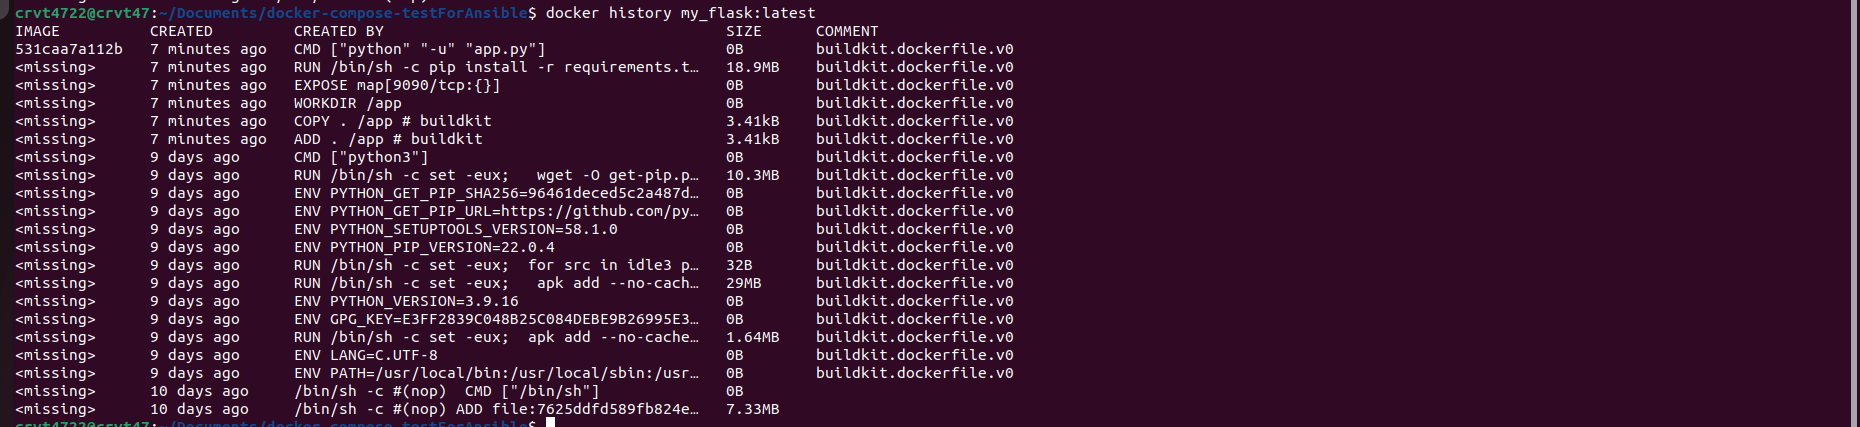 crvt4722@crvt47:~/Documents/docker-compose-testForAnsible$ docker history my_flask:latest
IMAGE CREATED CREATED BY SIZE COMMENT
531caa7a112b 7 minutes ago CMD ["python" "-u" "app.py"] 0B buildkit.dockerfile.v0
<missing> 7 minutes ago RUN /bin/sh -c pip install -r requirements.t… 18.9MB buildkit.dockerfile.v0
<missing> 7 minutes ago EXPOSE map[9090/tcp:{}] 0B buildkit.dockerfile.v0
<missing> 7 minutes ago WORKDIR /app 0B buildkit.dockerfile.v0
<missing> 7 minutes ago COPY . /app # buildkit 3.41kB buildkit.dockerfile.v0
<missing> 7 minutes ago ADD . /app # buildkit 3.41kB buildkit.dockerfile.v0
<missing> 9 days ago CMD ["python3"] 0B buildkit.dockerfile.v0
<missing> 9 days ago RUN /bin/sh -c set -eux; wget -O get-pip.p… 10.3MB buildkit.dockerfile.v0
<missing> 9 days ago ENV PYTHON_GET_PIP_SHA256=96461deced5c2a487d… 0B buildkit.dockerfile.v0
<missing> 9 days ago ENV PYTHON_GET_PIP_URL=https://github.com/py… 0B buildkit.dockerfile.v0
<missing> 9 days ago ENV PYTHON_SETUPTOOLS_VERSION=58.1.0 0B buildkit.dockerfile.v0
<missing> 9 days ago ENV PYTHON_PIP_VERSION=22.0.4 0B buildkit.dockerfile.v0
<missing> 9 days ago RUN /bin/sh -c set -eux; for src in idle3 p… 32B buildkit.dockerfile.v0
<missing> 9 days ago RUN /bin/sh -c set -eux; apk add --no-cach… 29MB buildkit.dockerfile.v0
<missing> 9 days ago ENV PYTHON_VERSION=3.9.16 0B buildkit.dockerfile.v0
<missing> 9 days ago ENV GPG_KEY=E3FF2839C048B25C084DEBE9B26995E3… 0B buildkit.dockerfile.v0
<missing> 9 days ago RUN /bin/sh -c set -eux; apk add --no-cache… 1.64MB buildkit.dockerfile.v0
<missing> 9 days ago ENV LANG=C.UTF-8 0B buildkit.dockerfile.v0
<missing> 9 days ago ENV PATH=/usr/local/bin:/usr/local/sbin:/usr… 0B buildkit.dockerfile.v0
<missing> 10 days ago /bin/sh -c #(nop) CMD ["/bin/sh"] 0B
<missing> 10 days ago /bin/sh -c #(nop) ADD file:7625ddfd589fb824e… 7.33MB
crvt4722@crvt47:~/Documents/docker-compose-testForAnsible$